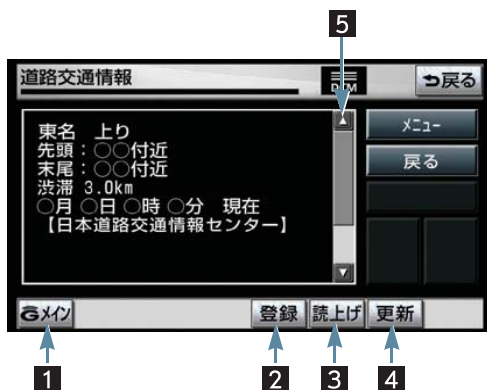 5
道路交通情報
戻る
東名 上り
先頭：○○付近
末尾：○○付近
渋滞 3.0km
○月 ○日 ○時 ○分 現在
【日本道路交通情報センター】
メニュー
戻る
Gメイン
登録
読上げ
更新
1
2
3
4